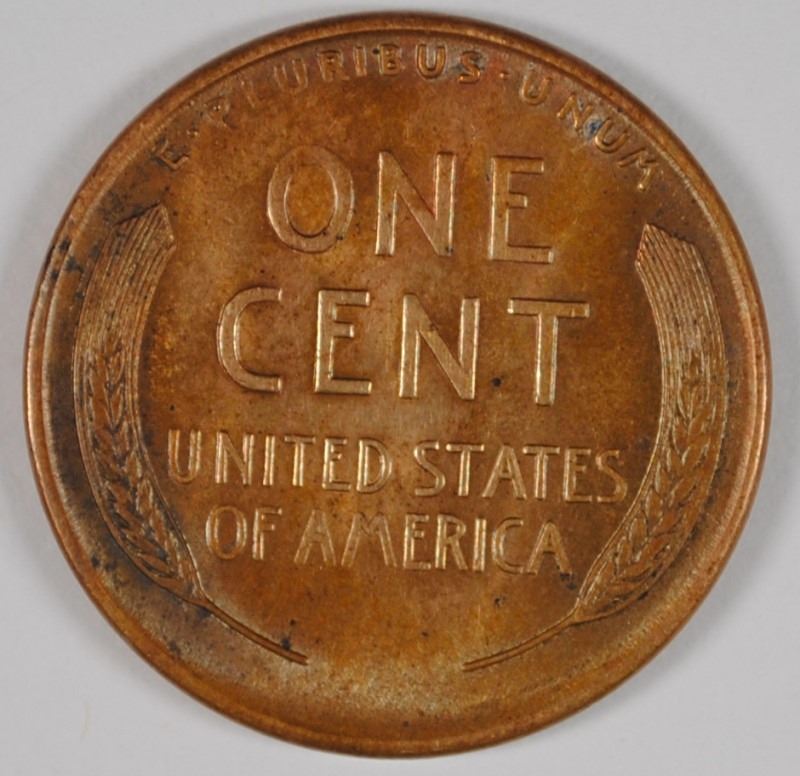 E·PLURIBUS·UNUM
ONE
CENT
UNITED STATES
OF AMERICA